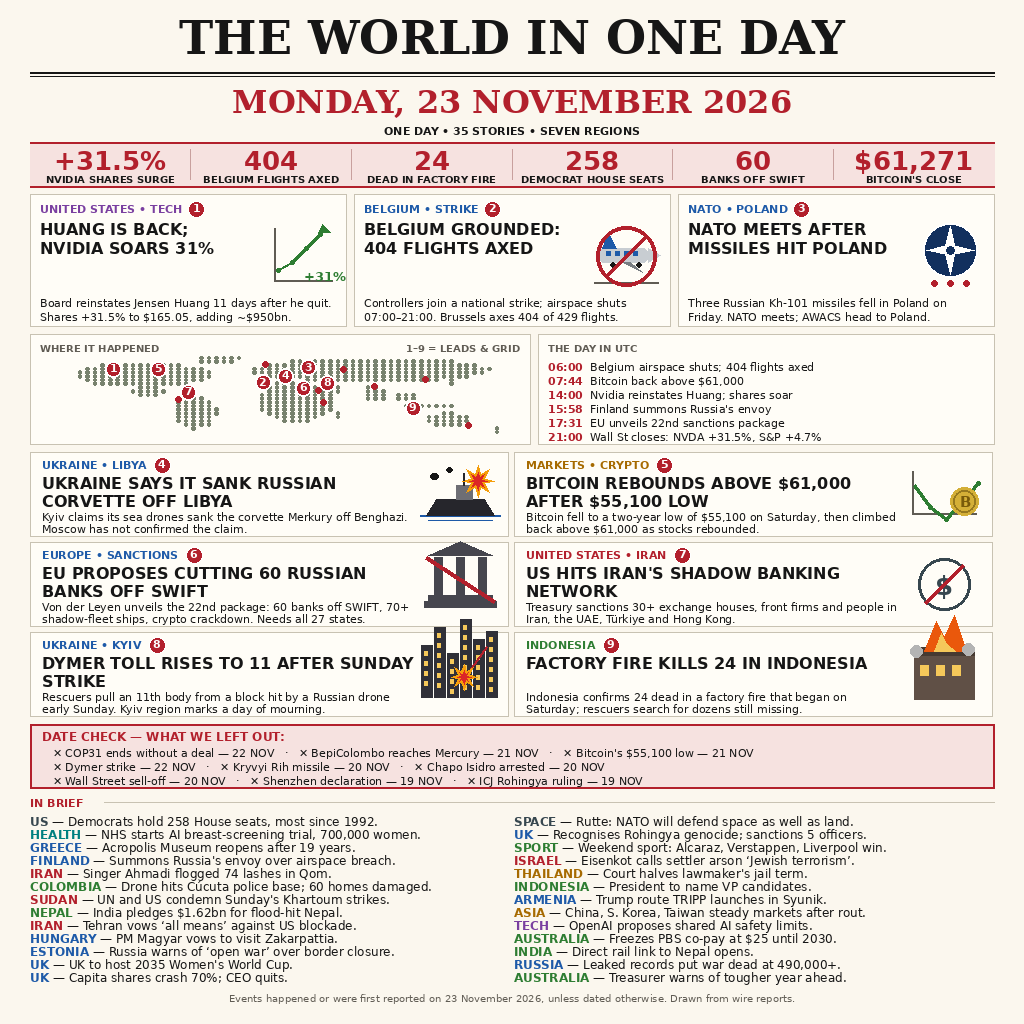 THE WORLD IN ONE DAY
MONDAY, 23 NOVEMBER 2026
ONE DAY • 35 STORIES • SEVEN REGIONS
+31.5%
NVIDIA SHARES SURGE
404
BELGIUM FLIGHTS AXED
24
DEAD IN FACTORY FIRE
258
DEMOCRAT HOUSE SEATS
60
BANKS OFF SWIFT
$61,271
BITCOIN'S CLOSE
UNITED STATES • TECH 1
HUANG IS BACK;
NVIDIA SOARS 31%
+31%
Board reinstates Jensen Huang 11 days after he quit.
Shares +31.5% to $165.05, adding ~$950bn.
BELGIUM • STRIKE 2
BELGIUM GROUNDED:
404 FLIGHTS AXED
Controllers join a national strike; airspace shuts
07:00–21:00. Brussels axes 404 of 429 flights.
NATO • POLAND 3
NATO MEETS AFTER
MISSILES HIT POLAND
Three Russian Kh-101 missiles fell in Poland on
Friday. NATO meets; AWACS head to Poland.
WHERE IT HAPPENED
1–9 = LEADS & GRID
1
5
3
4
2
6
8
7
9
THE DAY IN UTC
06:00 Belgium airspace shuts; 404 flights axed
07:44 Bitcoin back above $61,000
14:00 Nvidia reinstates Huang; shares soar
15:58 Finland summons Russia's envoy
17:31 EU unveils 22nd sanctions package
21:00 Wall St closes: NVDA +31.5%, S&P +4.7%
UKRAINE • LIBYA 4
UKRAINE SAYS IT SANK RUSSIAN
CORVETTE OFF LIBYA
Kyiv claims its sea drones sank the corvette Merkury off Benghazi.
Moscow has not confirmed the claim.
MARKETS • CRYPTO 5
BITCOIN REBOUNDS ABOVE $61,000
AFTER $55,100 LOW
B
Bitcoin fell to a two-year low of $55,100 on Saturday, then climbed
back above $61,000 as stocks rebounded.
EUROPE • SANCTIONS 6
EU PROPOSES CUTTING 60 RUSSIAN
BANKS OFF SWIFT
Von der Leyen unveils the 22nd package: 60 banks off SWIFT, 70+
shadow-fleet ships, crypto crackdown. Needs all 27 states.
UNITED STATES • IRAN 7
US HITS IRAN'S SHADOW BANKING
NETWORK
$
Treasury sanctions 30+ exchange houses, front firms and people in
Iran, the UAE, Türkiye and Hong Kong.
UKRAINE • KYIV 8
DYMER TOLL RISES TO 11 AFTER SUNDAY
STRIKE
Rescuers pull an 11th body from a block hit by a Russian drone
early Sunday. Kyiv region marks a day of mourning.
INDONESIA 9
FACTORY FIRE KILLS 24 IN INDONESIA
Indonesia confirms 24 dead in a factory fire that began on
Saturday; rescuers search for dozens still missing.
DATE CHECK — WHAT WE LEFT OUT:
✕ COP31 ends without a deal — 22 NOV · ✕ BepiColombo reaches Mercury — 21 NOV · ✕ Bitcoin's $55,100 low — 21 NOV
✕ Dymer strike — 22 NOV · ✕ Kryvyi Rih missile — 20 NOV · ✕ Chapo Isidro arrested — 20 NOV
✕ Wall Street sell-off — 20 NOV · ✕ Shenzhen declaration — 19 NOV · ✕ ICJ Rohingya ruling — 19 NOV
IN BRIEF
US — Democrats hold 258 House seats, most since 1992.
HEALTH — NHS starts AI breast-screening trial, 700,000 women.
GREECE — Acropolis Museum reopens after 19 years.
FINLAND — Summons Russia's envoy over airspace breach.
IRAN — Singer Ahmadi flogged 74 lashes in Qom.
COLOMBIA — Drone hits Cúcuta police base; 60 homes damaged.
SUDAN — UN and US condemn Sunday's Khartoum strikes.
NEPAL — India pledges $1.62bn for flood-hit Nepal.
IRAN — Tehran vows ‘all means’ against US blockade.
HUNGARY — PM Magyar vows to visit Zakarpattia.
ESTONIA — Russia warns of ‘open war’ over border closure.
UK — UK to host 2035 Women's World Cup.
UK — Capita shares crash 70%; CEO quits.
SPACE — Rutte: NATO will defend space as well as land.
UK — Recognises Rohingya genocide; sanctions 5 officers.
SPORT — Weekend sport: Alcaraz, Verstappen, Liverpool win.
ISRAEL — Eisenkot calls settler arson ‘Jewish terrorism’.
THAILAND — Court halves lawmaker's jail term.
INDONESIA — President to name VP candidates.
ARMENIA — Trump route TRIPP launches in Syunik.
ASIA — China, S. Korea, Taiwan steady markets after rout.
TECH — OpenAI proposes shared AI safety limits.
AUSTRALIA — Freezes PBS co-pay at $25 until 2030.
INDIA — Direct rail link to Nepal opens.
RUSSIA — Leaked records put war dead at 490,000+.
AUSTRALIA — Treasurer warns of tougher year ahead.
Events happened or were first reported on 23 November 2026, unless dated otherwise. Drawn from wire reports.